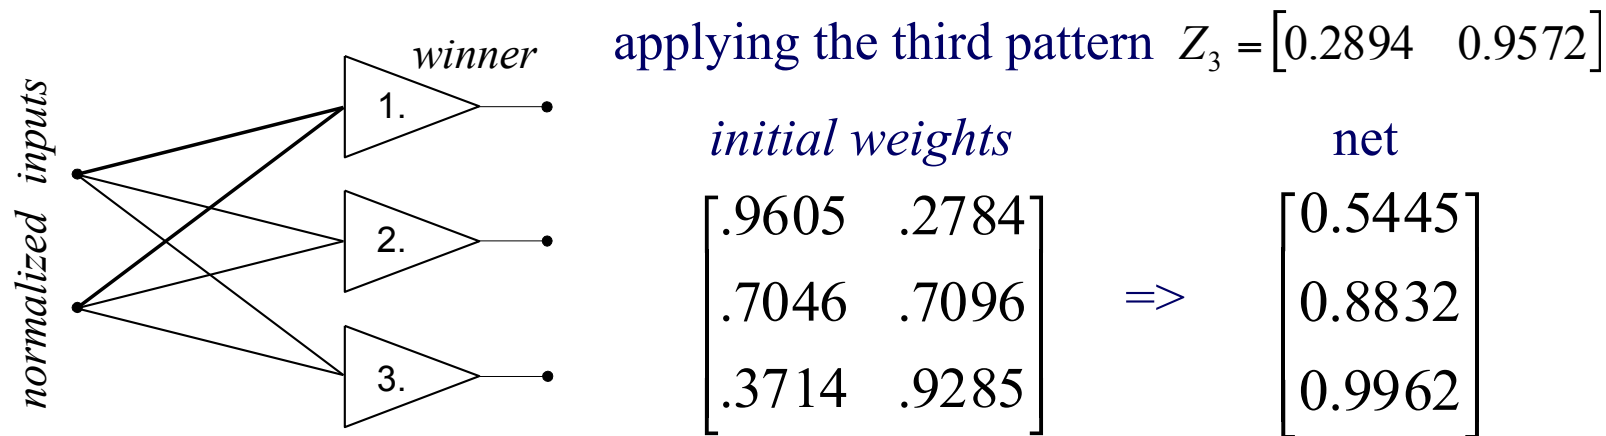 normalized inputs
winner
1.
2.
3.
applying the third pattern Z₃ = [0.2894 0.9572]
initial weights net
[.9605 .2784] [0.5445]
[.7046 .7096] => [0.8832]
[.3714 .9285] [0.9962]